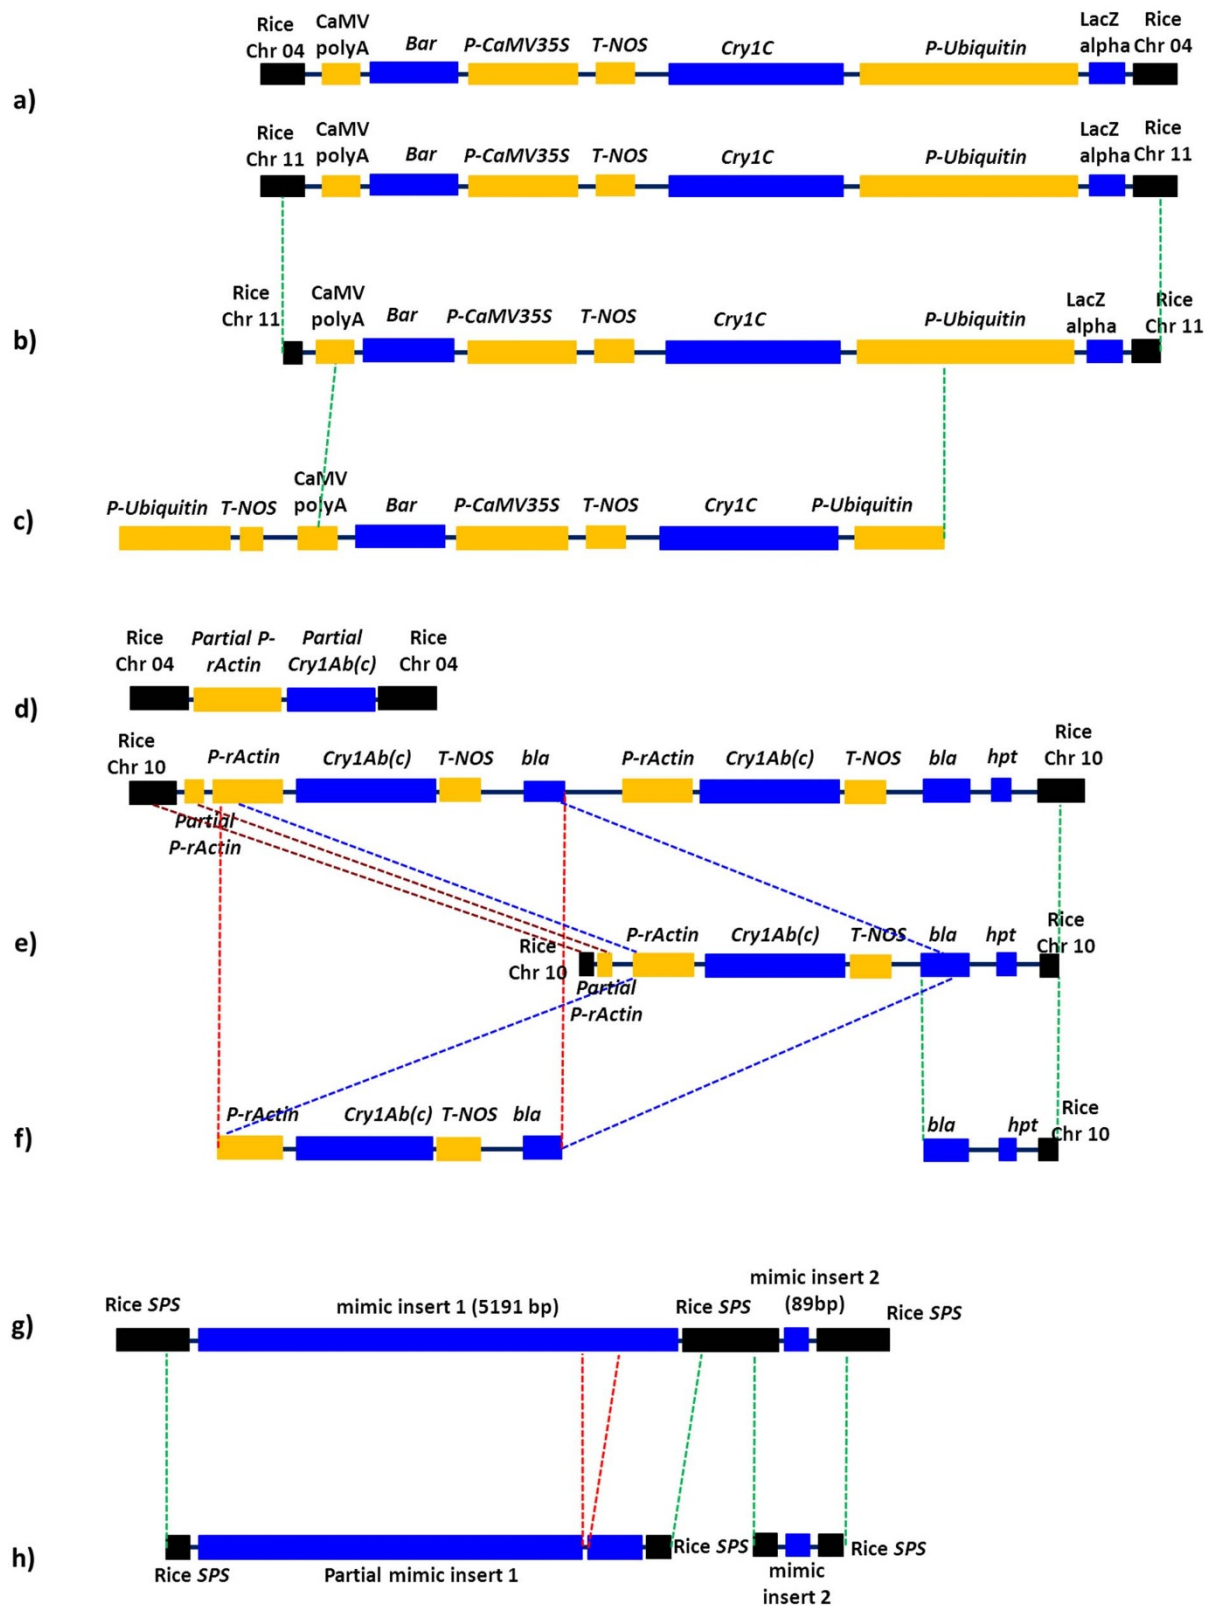 Rice
Chr 04
CaMV
polyA
Bar
P-CaMV35S
T-NOS
Cry1C
P-Ubiquitin
LacZ
alpha
Rice
Chr 04
a)
Rice
Chr 11
CaMV
polyA
Bar
P-CaMV35S
T-NOS
Cry1C
P-Ubiquitin
LacZ
alpha
Rice
Chr 11
b)
Rice
Chr 11
CaMV
polyA
Bar
P-CaMV35S
T-NOS
Cry1C
P-Ubiquitin
LacZ
alpha
Rice
Chr 11
c)
P-Ubiquitin
T-NOS
CaMV
polyA
Bar
P-CaMV35S
T-NOS
Cry1C
P-Ubiquitin
d)
Rice
Chr 04
Partial P-
rActin
Partial
Cry1Ab(c)
Rice
Chr 04
Rice
Chr 10
P-rActin
Cry1Ab(c)
T-NOS
bla
P-rActin
Cry1Ab(c)
T-NOS
bla
hpt
Rice
Chr 10
Partial
P-rActin
e)
Rice
Chr 10
P-rActin
Cry1Ab(c)
T-NOS
bla
hpt
Rice
Chr 10
Partial
P-rActin
f)
P-rActin
Cry1Ab(c)
T-NOS
bla
bla
hpt
Rice
Chr 10
g)
Rice SPS
mimic insert 1 (5191 bp)
Rice SPS
mimic insert 2
(89bp)
Rice SPS
h)
Rice SPS
Partial mimic insert 1
Rice SPS
mimic
insert 2
Rice SPS